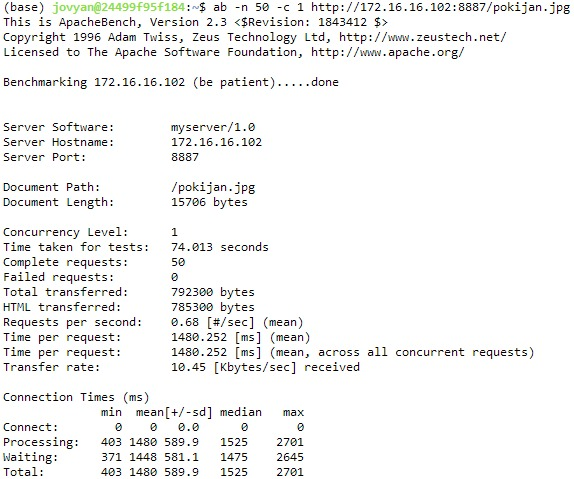 (base) jovyan@24499f95f184:~$ ab -n 50 -c 1 http://172.16.16.102:8887/pokijan.jpg
This is ApacheBench, Version 2.3 <$Revision: 1843412 $>
Copyright 1996 Adam Twiss, Zeus Technology Ltd, http://www.zeustech.net/
Licensed to The Apache Software Foundation, http://www.apache.org/

Benchmarking 172.16.16.102 (be patient).....done


Server Software:        myserver/1.0
Server Hostname:        172.16.16.102
Server Port:            8887

Document Path:          /pokijan.jpg
Document Length:        15706 bytes

Concurrency Level:      1
Time taken for tests:   74.013 seconds
Complete requests:      50
Failed requests:        0
Total transferred:      792300 bytes
HTML transferred:       785300 bytes
Requests per second:    0.68 [#/sec] (mean)
Time per request:       1480.252 [ms] (mean)
Time per request:       1480.252 [ms] (mean, across all concurrent requests)
Transfer rate:          10.45 [Kbytes/sec] received

Connection Times (ms)
              min  mean[+/-sd] median   max
Connect:        0    0   0.0      0       0
Processing:   403 1480 589.9   1525    2701
Waiting:      371 1448 581.1   1475    2645
Total:        403 1480 589.9   1525    2701